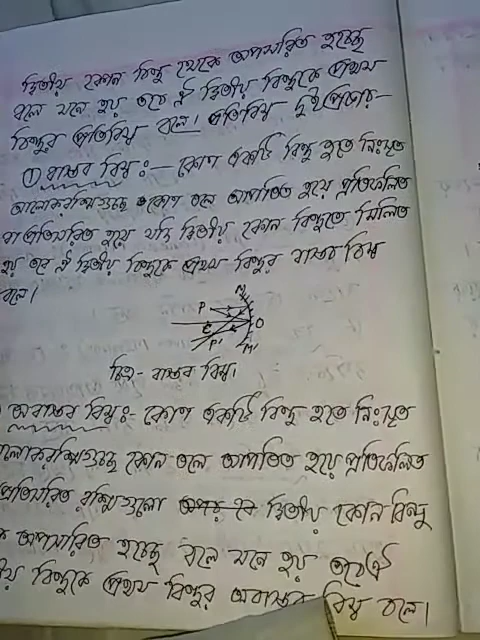 দ্বিতীয় কোন বিন্দু থেকে অপসারিত হচ্ছে
বলে মনে হয় তবে ঐ দ্বিতীয় বিন্দুকে প্রথম
বিন্দুর প্রতিবিম্ব বলে। প্রতিবিম্ব দুইপ্রকার-
① বাস্তব বিম্ব :— কোন একটি বিন্দু হতে নিঃসৃত
আলোকরশ্মিগুচ্ছ কোন তলে আপতিত হয়ে প্রতিফলিত
বা প্রতিসরিত হয়ে যদি দ্বিতীয় কোন বিন্দুতে মিলিত
হয় তবে ঐ দ্বিতীয় বিন্দুকে প্রথম বিন্দুর বাস্তব বিম্ব
বলে।
M
P
C
O
P'
M'
চিত্র- বাস্তব বিম্ব।
অবাস্তব বিম্ব :- কোন একটি বিন্দু হতে নিঃসৃত
লোকরশ্মিগুচ্ছ কোন তলে আপতিত হয়ে প্রতিফলিত
প্রতিসরিত রশ্মিগুলো দ্বিতীয় কোন বিন্দু
ক অপসারিত হচ্ছে বলে মনে হয় তবে ঐ
য় বিন্দুকে প্রথম বিন্দুর অবাস্তব বিম্ব বলে।